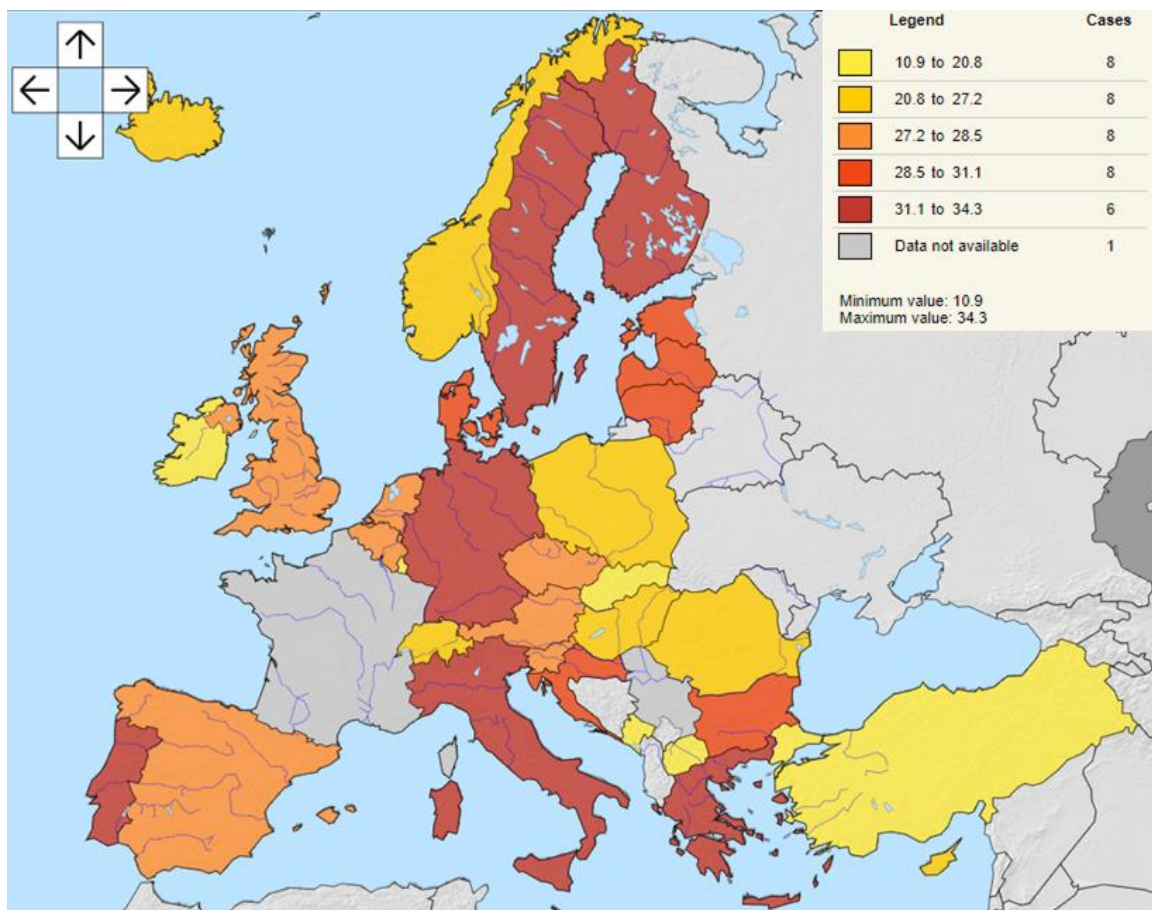 Legend Cases
10.9 to 20.8 8
20.8 to 27.2 8
27.2 to 28.5 8
28.5 to 31.1 8
31.1 to 34.3 6
Data not available 1
Minimum value: 10.9
Maximum value: 34.3